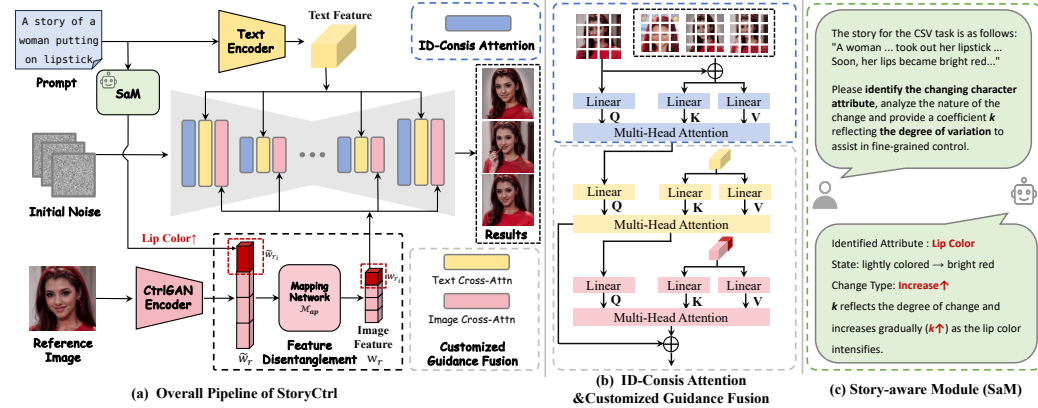 A story of a
woman putting
on lipstick
Prompt
SaM
Text
Encoder
Text Feature
ID-Consis Attention
Initial Noise
Results
Lip Color↑
w̃rᵢ
wrᵢ
Reference
Image
CtrlGAN
Encoder
w̃r
Mapping
Network
Map
Image
Feature
wr
Feature
Disentanglement
Text Cross-Attn
Image Cross-Attn
Customized
Guidance Fusion
(a) Overall Pipeline of StoryCtrl
Linear Linear Linear
Q K V
Multi-Head Attention
Linear Linear Linear
Q K V
Multi-Head Attention
Linear Linear Linear
Q K V
Multi-Head Attention
(b) ID-Consis Attention
&Customized Guidance Fusion
The story for the CSV task is as follows:
"A woman ... took out her lipstick ...
Soon, her lips became bright red..."
Please identify the changing character
attribute, analyze the nature of the
change and provide a coefficient k
reflecting the degree of variation to
assist in fine-grained control.
Identified Attribute : Lip Color
State: lightly colored → bright red
Change Type: Increase↑
k reflects the degree of change and
increases gradually (k↑) as the lip color
intensifies.
(c) Story-aware Module (SaM)